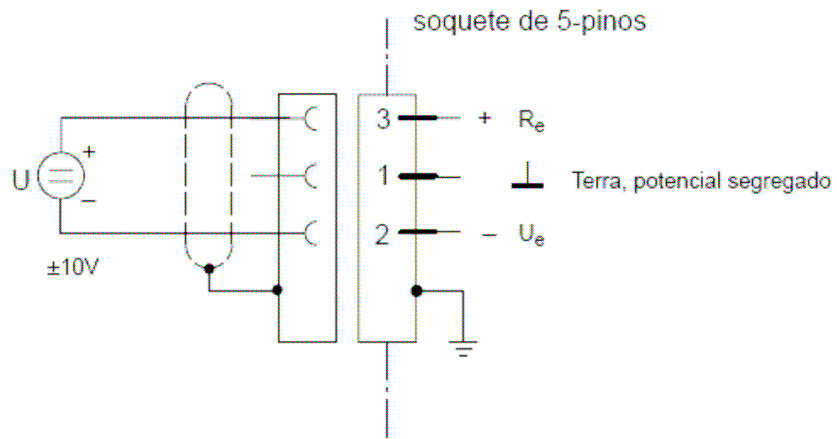 soquete de 5-pinos
3 + Re
U + −
1 Terra, potencial segregado
2 − Ue
±10V